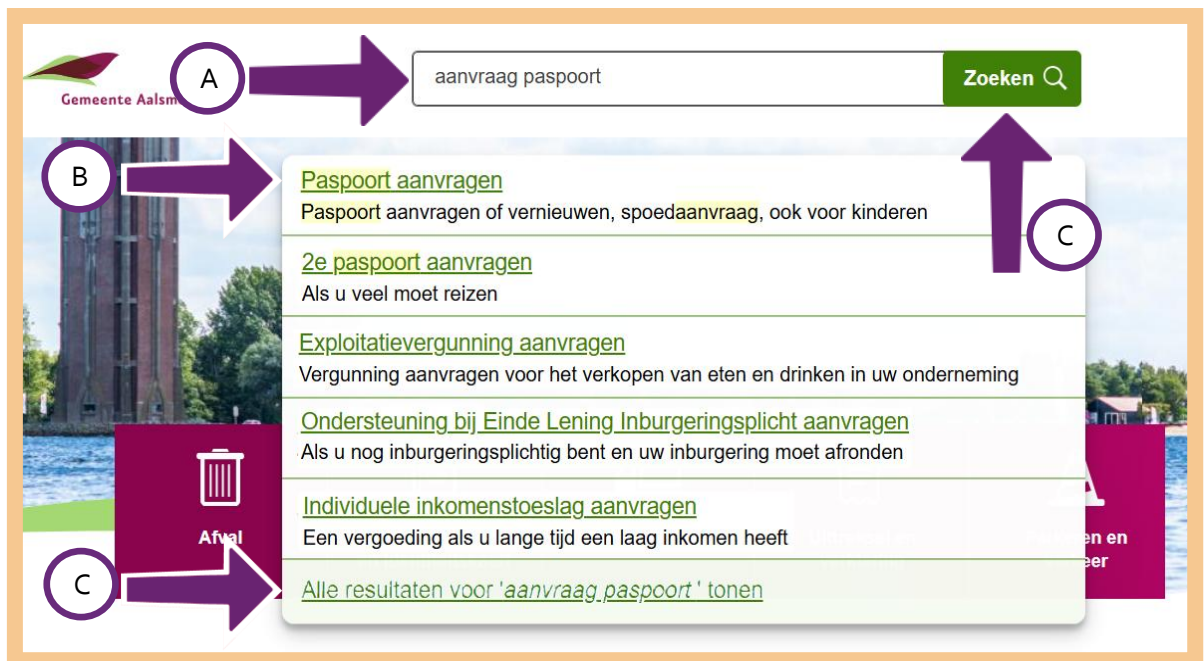 A
aanvraag paspoort
Zoeken
Gemeente Aalsm
B
Paspoort aanvragen
Paspoort aanvragen of vernieuwen, spoedaanvraag, ook voor kinderen
C
2e paspoort aanvragen
Als u veel moet reizen
Exploitatievergunning aanvragen
Vergunning aanvragen voor het verkopen van eten en drinken in uw onderneming
Ondersteuning bij Einde Lening Inburgeringsplicht aanvragen
Als u nog inburgeringsplichtig bent en uw inburgering moet afronden
Individuele inkomenstoeslag aanvragen
Een vergoeding als u lange tijd een laag inkomen heeft
Afval
en en
eer
C
Alle resultaten voor 'aanvraag paspoort ' tonen